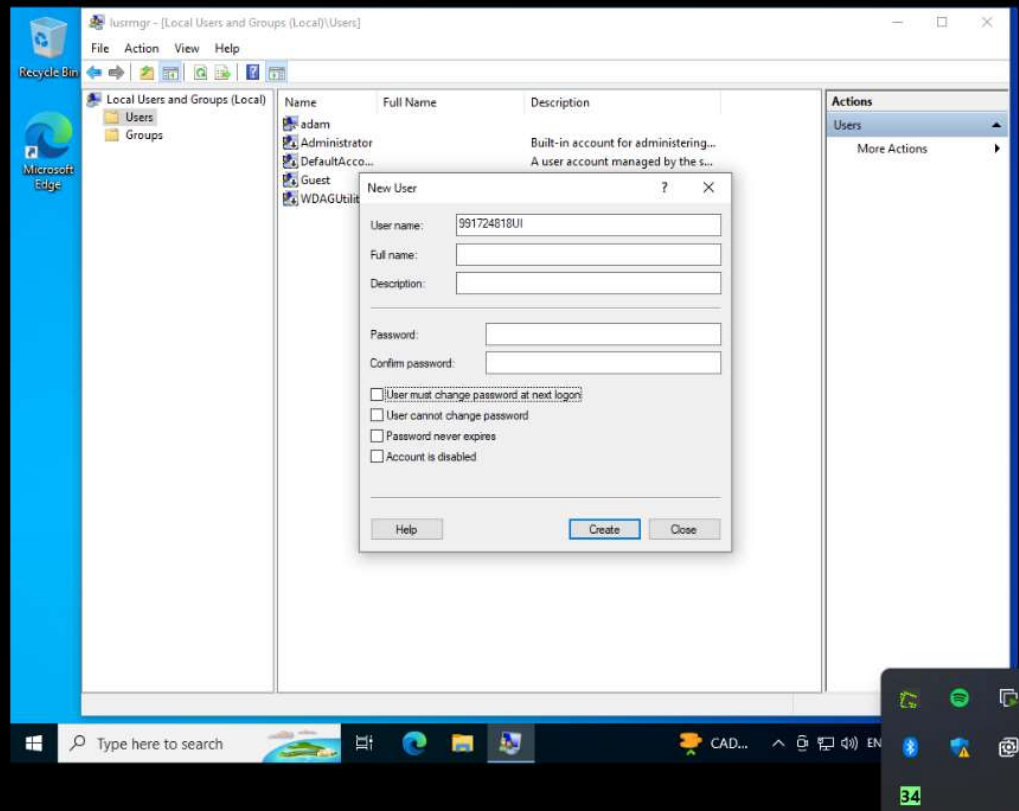 lusrmgr - [Local Users and Groups (Local)\Users]
File Action View Help
Recycle Bin
Microsoft
Edge
Local Users and Groups (Local)
Users
Groups
Name Full Name Description
adam
Administrator Built-in account for administering...
DefaultAcco... A user account managed by the s...
Guest
WDAGUtilit
Actions
Users
More Actions
New User ?
User name: 991724818UI
Full name:
Description:
Password:
Confirm password:
User must change password at next logon
User cannot change password
Password never expires
Account is disabled
Help Create Close
Type here to search CAD... EN
34